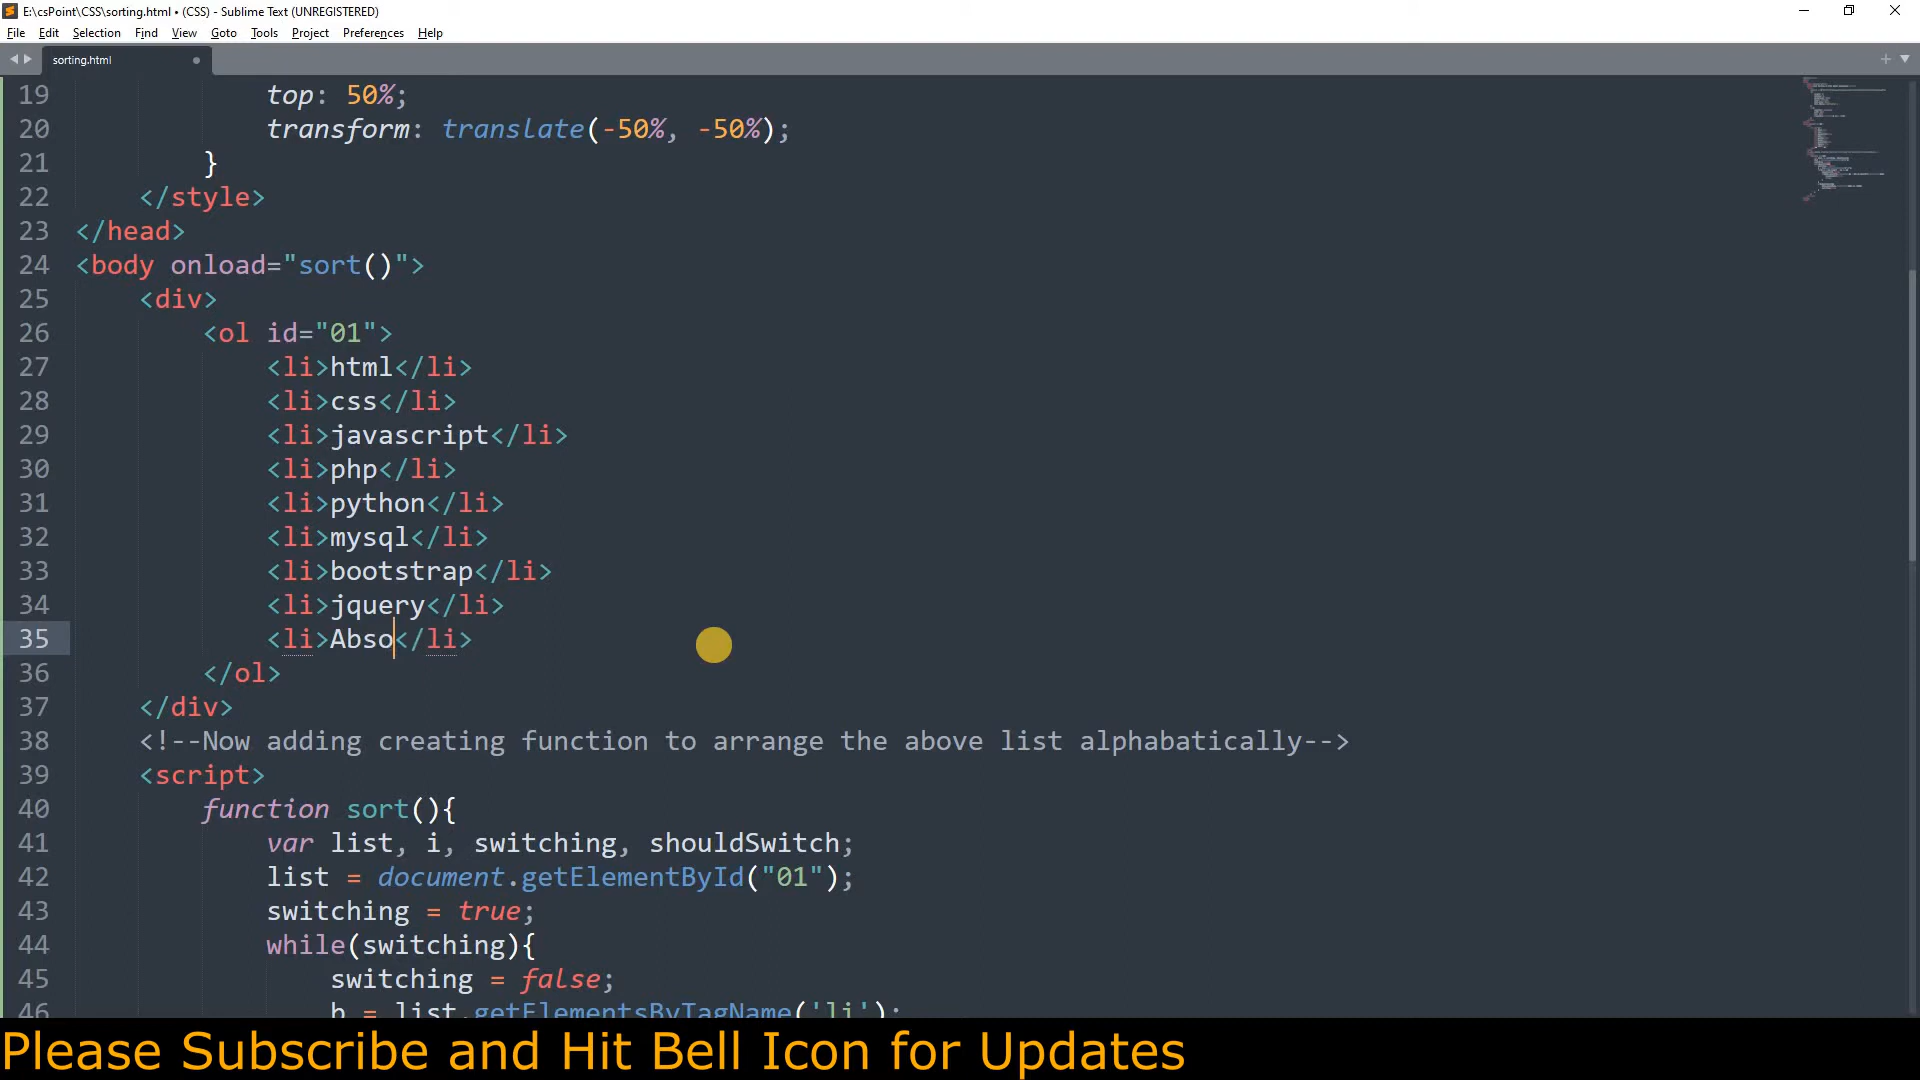 E:\csPoint\CSS\sorting.html • (CSS) - Sublime Text (UNREGISTERED)
File Edit Selection Find View Goto Tools Project Preferences Help
sorting.html
19 top: 50%;
20 transform: translate(-50%, -50%);
21 }
22 </style>
23 </head>
24 <body onload="sort()">
25 <div>
26 <ol id="01">
27 <li>html</li>
28 <li>css</li>
29 <li>javascript</li>
30 <li>php</li>
31 <li>python</li>
32 <li>mysql</li>
33 <li>bootstrap</li>
34 <li>jquery</li>
35 <li>Abso</li>
36 </ol>
37 </div>
38 <!--Now adding creating function to arrange the above list alphabatically-->
39 <script>
40 function sort(){
41 var list, i, switching, shouldSwitch;
42 list = document.getElementById("01");
43 switching = true;
44 while(switching){
45 switching = false;
46 b = list.getElementsByTagName('li');
Please Subscribe and Hit Bell Icon for Updates